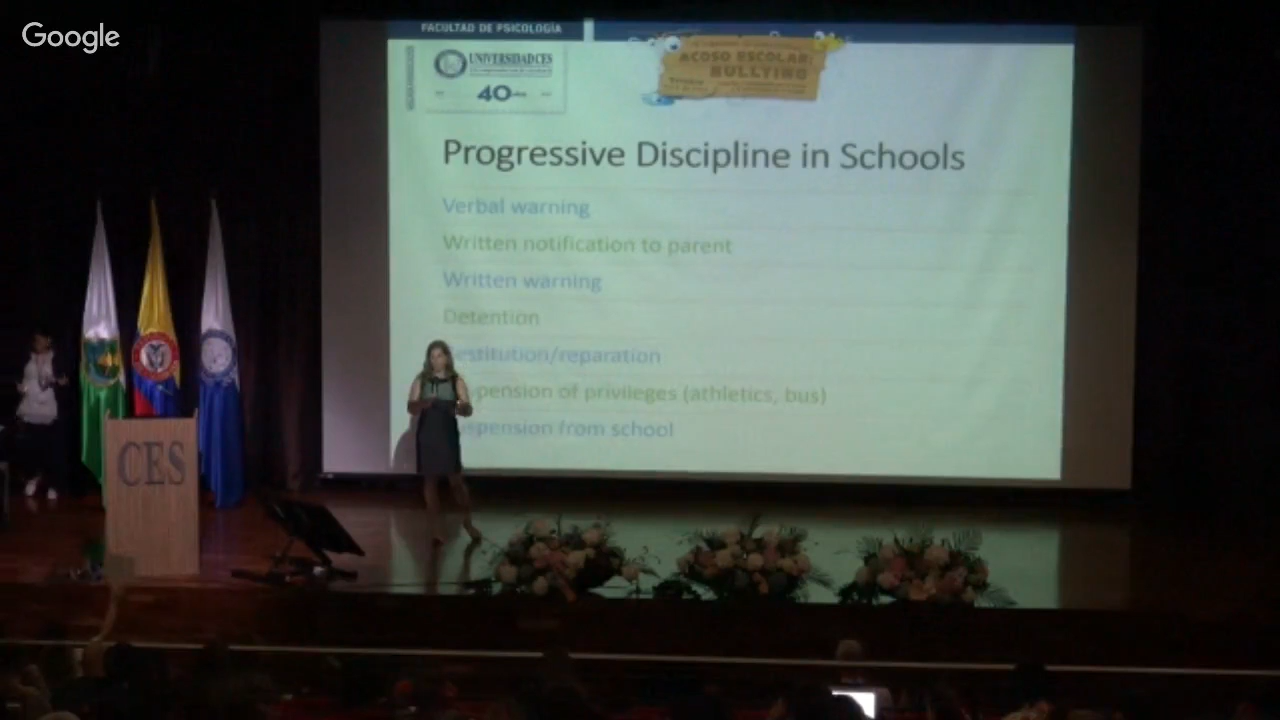 Google
FACULTAD DE PSICOLOGÍA
UNIVERSIDAD CES
40
ACOSO ESCOLAR:
BULLYING
Progressive Discipline in Schools
Verbal warning
Written notification to parent
Written warning
Detention
estitution/reparation
pension of privileges (athletics, bus)
spension from school
CES